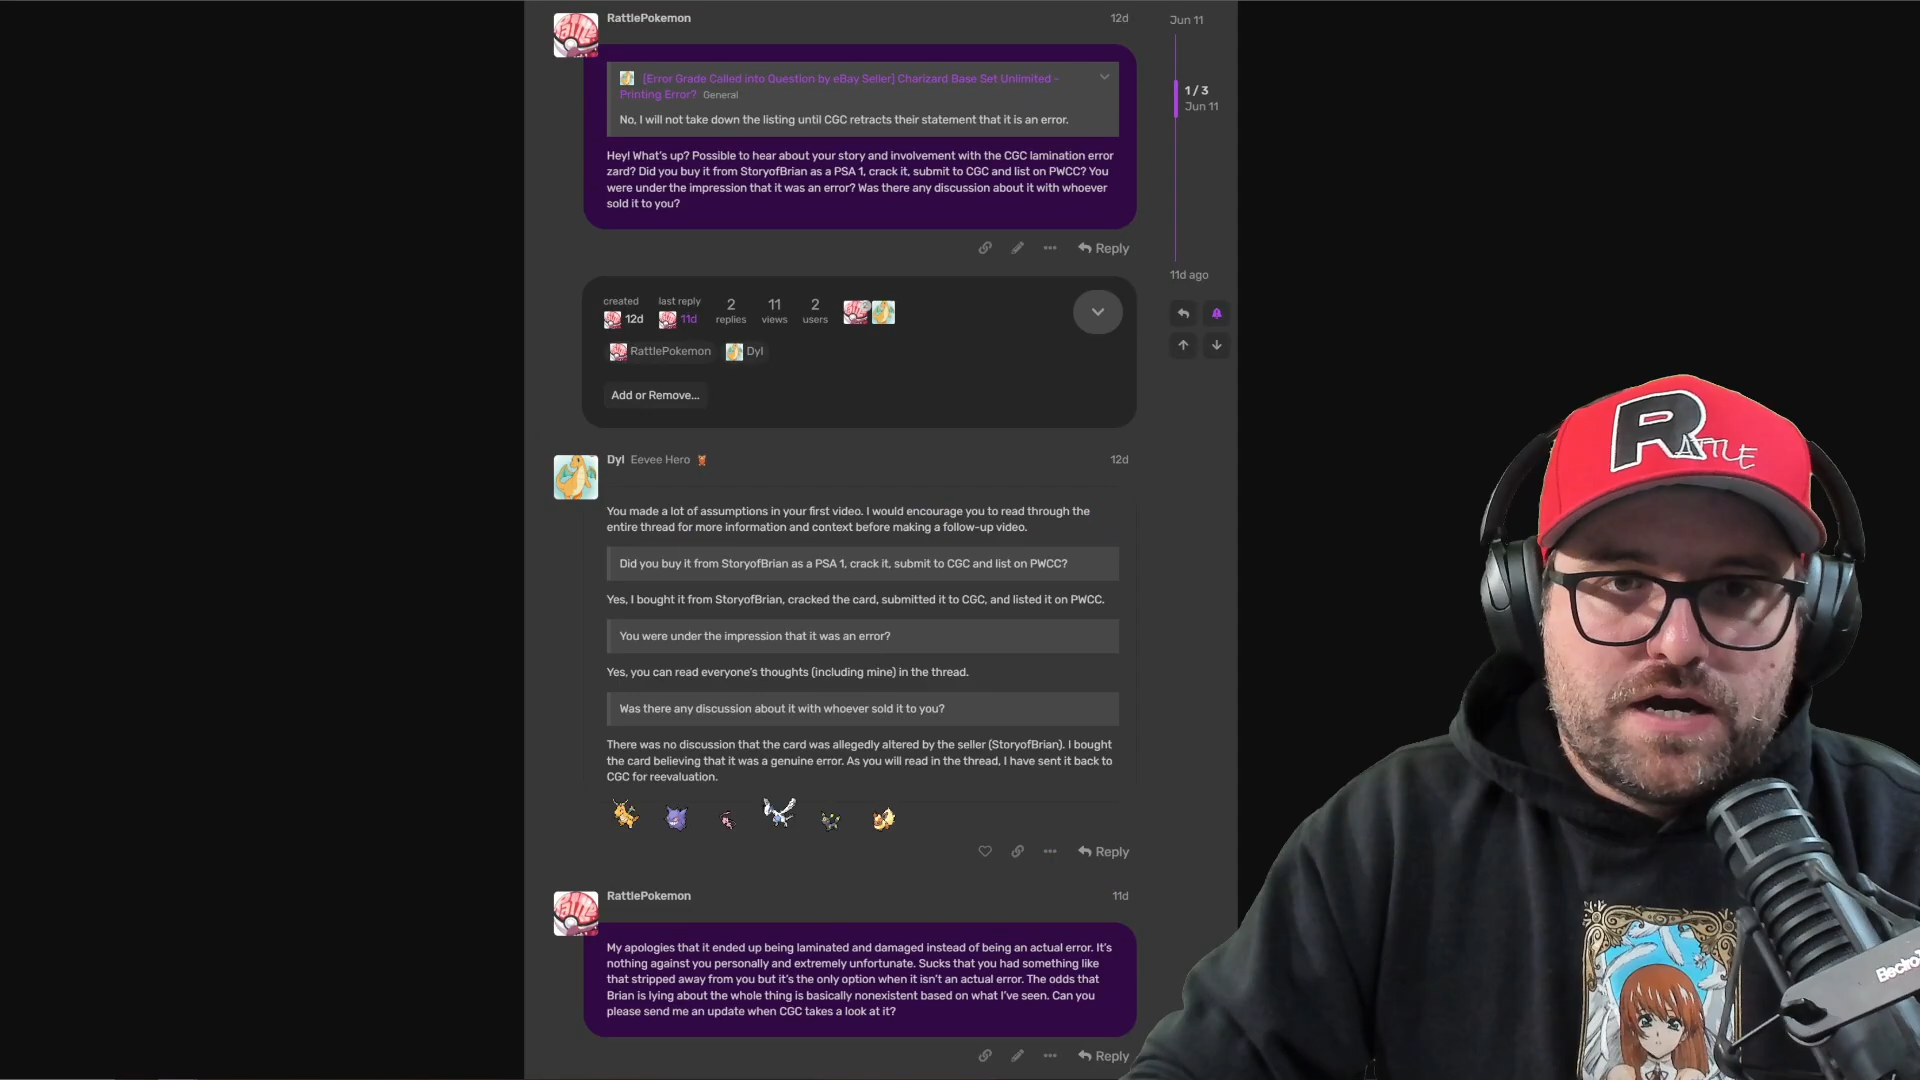 RattlePokemon
12d
[Error Grade Called into Question by eBay Seller] Charizard Base Set Unlimited -
Printing Error? General
No, I will not take down the listing until CGC retracts their statement that it is an error.
Hey! What's up? Possible to hear about your story and involvement with the CGC lamination error
zard? Did you buy it from StoryofBrian as a PSA 1, crack it, submit to CGC and list on PWCC? You
were under the impression that it was an error? Was there any discussion about it with whoever
sold it to you?
Reply
Jun 11
1 / 3
Jun 11
11d ago
created
last reply
2
11
2
12d
11d
replies
views
users
RattlePokemon
Dyl
Add or Remove...
Dyl Eevee Hero
12d
You made a lot of assumptions in your first video. I would encourage you to read through the
entire thread for more information and context before making a follow-up video.
Did you buy it from StoryofBrian as a PSA 1, crack it, submit to CGC and list on PWCC?
Yes, I bought it from StoryofBrian, cracked the card, submitted it to CGC, and listed it on PWCC.
You were under the impression that it was an error?
Yes, you can read everyone's thoughts (including mine) in the thread.
Was there any discussion about it with whoever sold it to you?
There was no discussion that the card was allegedly altered by the seller (StoryofBrian). I bought
the card believing that it was a genuine error. As you will read in the thread, I have sent it back to
CGC for reevaluation.
Reply
RattlePokemon
11d
My apologies that it ended up being laminated and damaged instead of being an actual error. It's
nothing against you personally and extremely unfortunate. Sucks that you had something like
that stripped away from you but it's the only option when it isn't an actual error. The odds that
Brian is lying about the whole thing is basically nonexistent based on what I've seen. Can you
please send me an update when CGC takes a look at it?
Reply
RATTLE